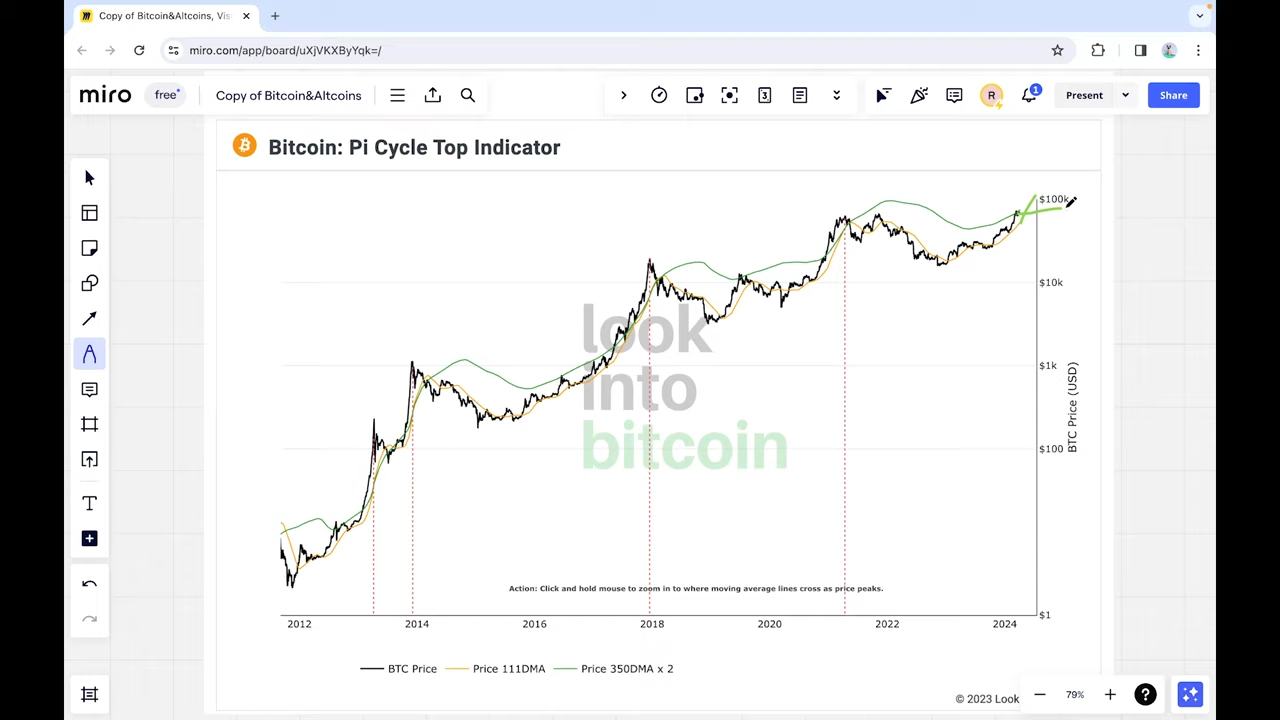 Copy of Bitcoin&Altcoins, Vis
miro.com/app/board/uXjVKXByYqk=/
miro
free
Copy of Bitcoin&Altcoins
3
R
1
Present
Share
Bitcoin: Pi Cycle Top Indicator
$100k
$10k
$1k
$100
$1
BTC Price (USD)
look
into
bitcoin
Action: Click and hold mouse to zoom in to where moving average lines cross as price peaks.
2012 2014 2016 2018 2020 2022 2024
BTC Price Price 111DMA Price 350DMA x 2
© 2023 Look
79%